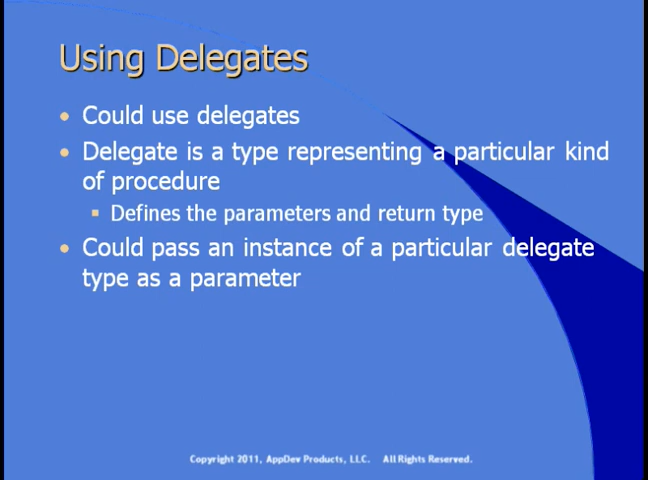 Using Delegates
• Could use delegates
• Delegate is a type representing a particular kind
of procedure
▪ Defines the parameters and return type
• Could pass an instance of a particular delegate
type as a parameter
Copyright 2011, AppDev Products, LLC. All Rights Reserved.